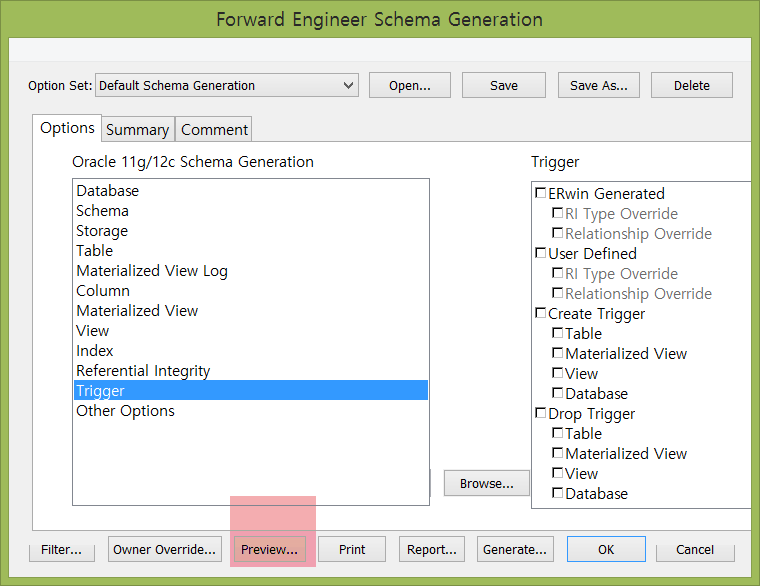 Forward Engineer Schema Generation
Option Set: Default Schema Generation Open... Save Save As... Delete
Options Summary Comment
Oracle 11g/12c Schema Generation
Database
Schema
Storage
Table
Materialized View Log
Column
Materialized View
View
Index
Referential Integrity
Trigger
Other Options
Browse...
Trigger
ERwin Generated
RI Type Override
Relationship Override
User Defined
RI Type Override
Relationship Override
Create Trigger
Table
Materialized View
View
Database
Drop Trigger
Table
Materialized View
View
Database
Filter... Owner Override... Preview... Print Report... Generate... OK Cancel